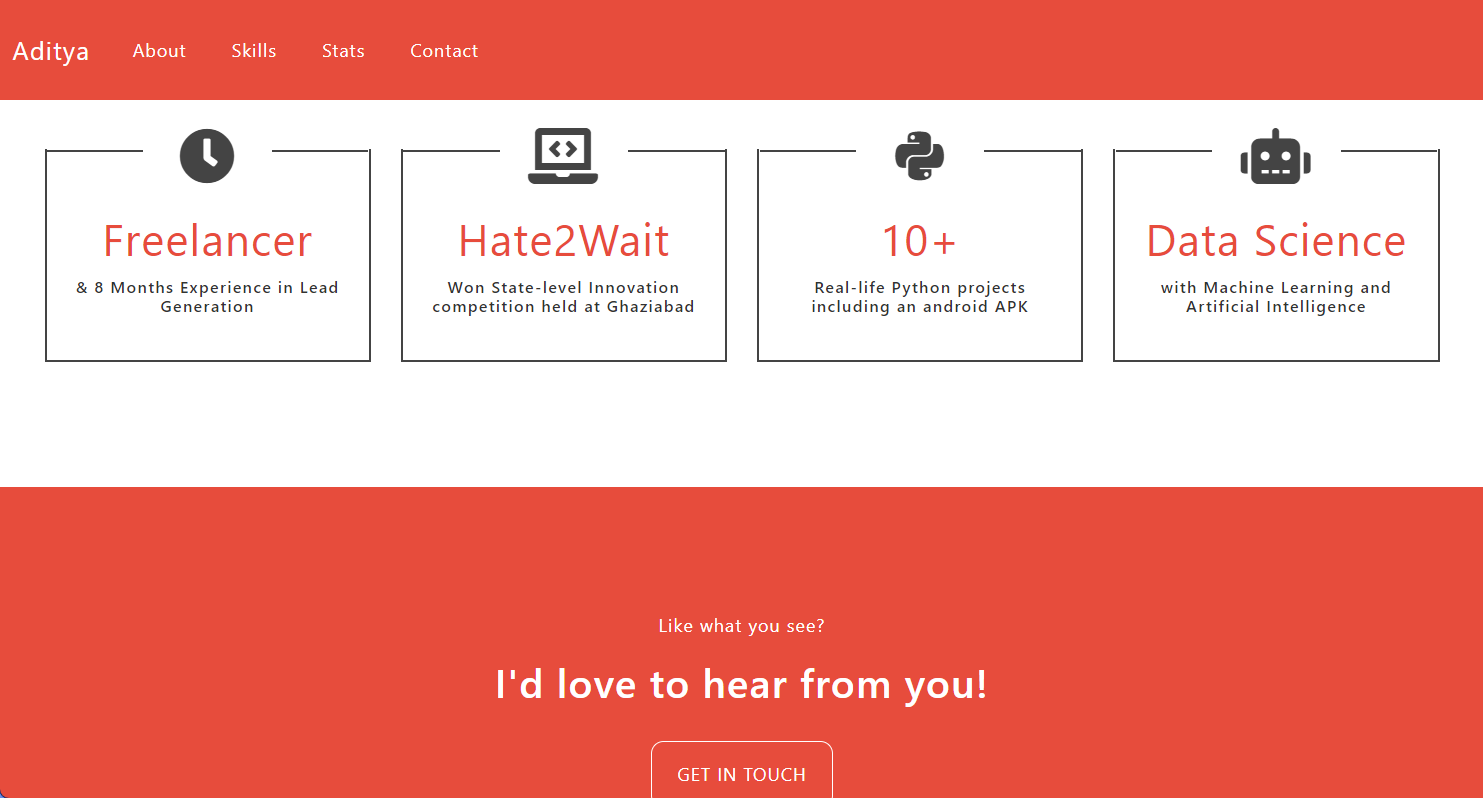 Aditya About Skills Stats Contact
Freelancer
& 8 Months Experience in Lead
Generation
Hate2Wait
Won State-level Innovation
competition held at Ghaziabad
10+
Real-life Python projects
including an android APK
Data Science
with Machine Learning and
Artificial Intelligence
Like what you see?
I'd love to hear from you!
GET IN TOUCH